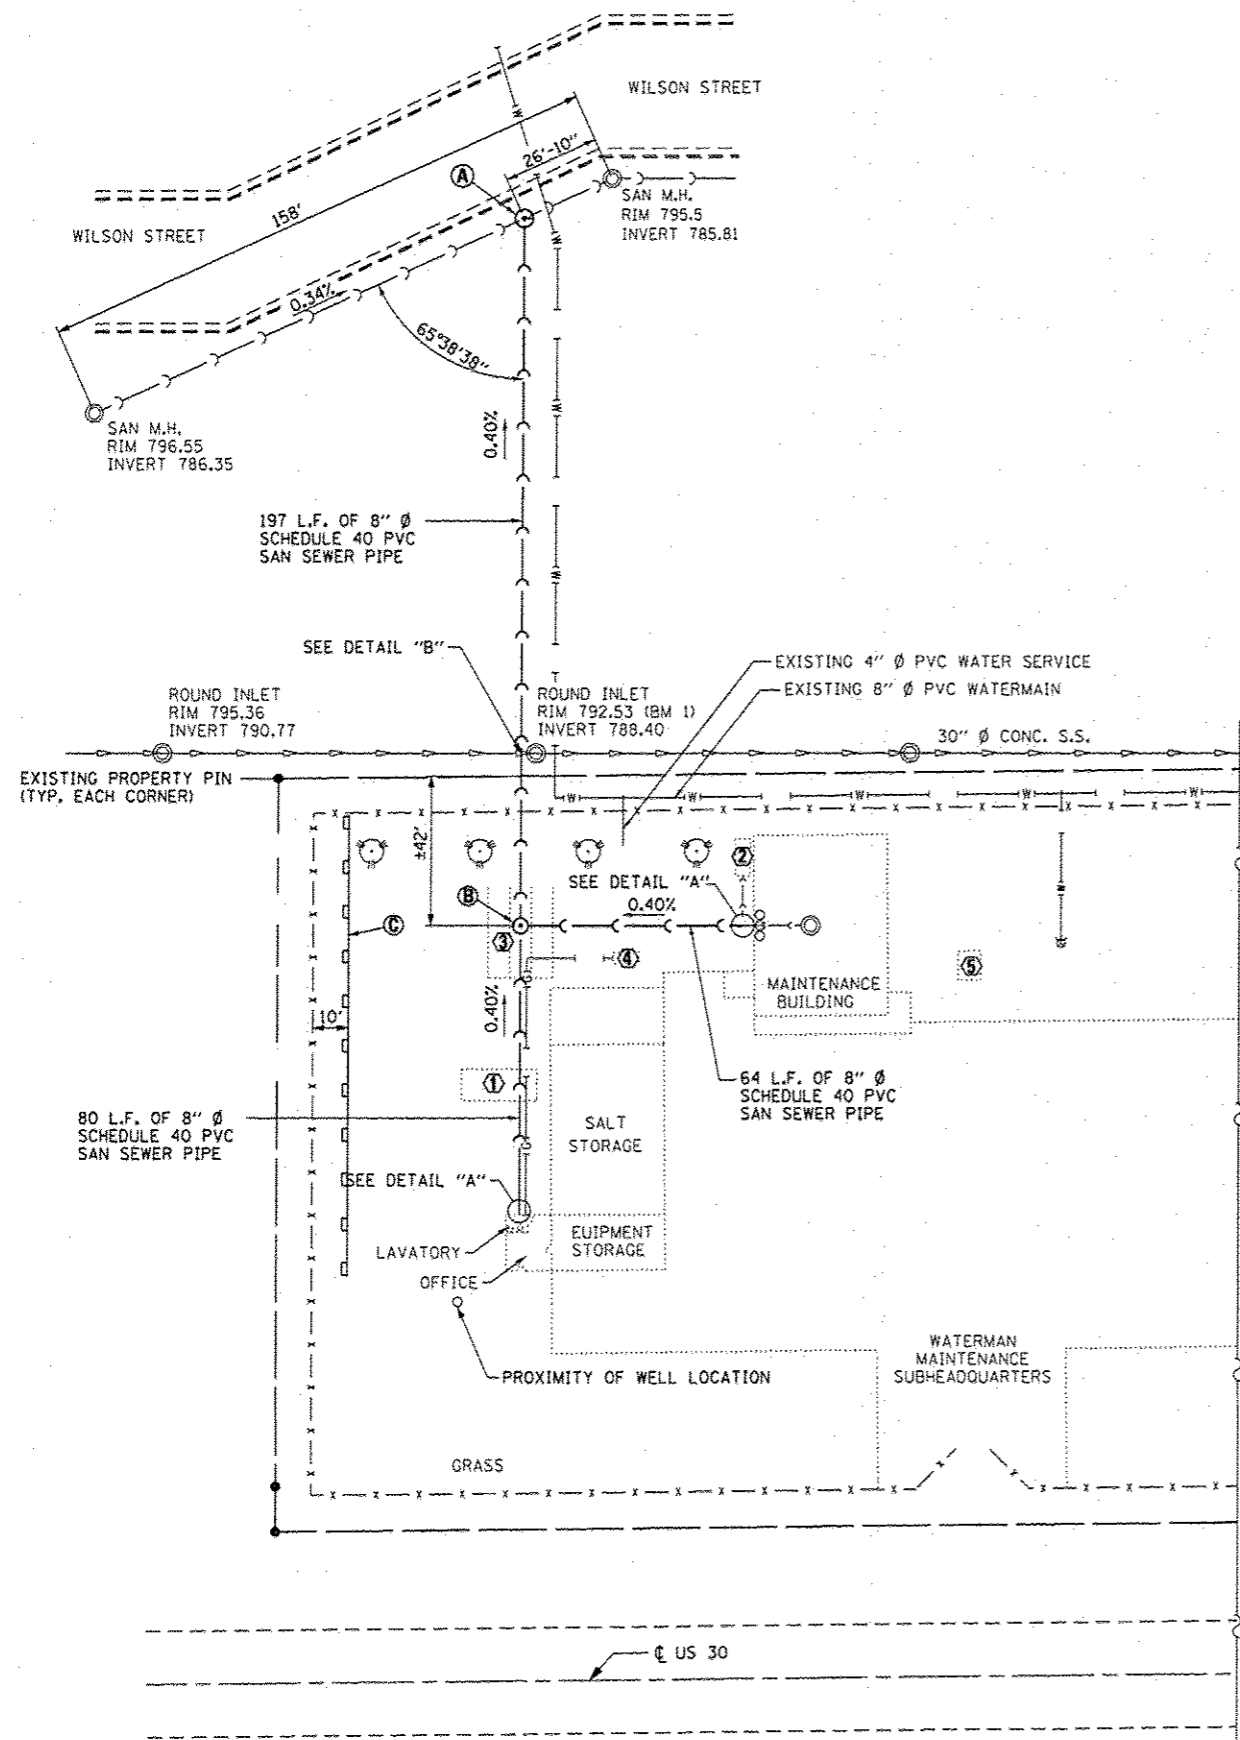 WILSON STREET
26'-10"
A
158'
SAN M.H.
RIM 795.5
INVERT 785.81
WILSON STREET
0.34%
65°38'38"
SAN M.H.
RIM 796.55
INVERT 786.35
0.40%
197 L.F. OF 8" Ø
SCHEDULE 40 PVC
SAN SEWER PIPE
SEE DETAIL "B"
EXISTING 4" Ø PVC WATER SERVICE
EXISTING 8" Ø PVC WATERMAIN
ROUND INLET
RIM 795.36
INVERT 790.77
ROUND INLET
RIM 792.53 (BM 1)
INVERT 788.40
30" Ø CONC. S.S.
EXISTING PROPERTY PIN
(TYP. EACH CORNER)
±42'
2
SEE DETAIL "A"
B
0.40%
C
3
4
5
MAINTENANCE
BUILDING
0.40%
10'
1
64 L.F. OF 8" Ø
SCHEDULE 40 PVC
SAN SEWER PIPE
80 L.F. OF 8" Ø
SCHEDULE 40 PVC
SAN SEWER PIPE
SALT
STORAGE
SEE DETAIL "A"
LAVATORY
EUIPMENT
STORAGE
OFFICE
WATERMAN
MAINTENANCE
SUBHEADQUARTERS
PROXIMITY OF WELL LOCATION
GRASS
℄ US 30